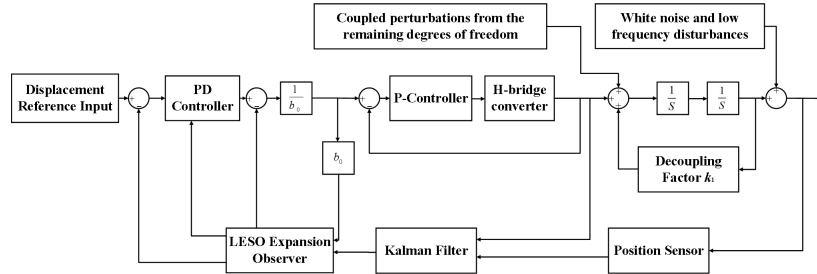 Coupled perturbations from the
remaining degrees of freedom
White noise and low
frequency disturbances
Displacement
Reference Input
+
−
PD
Controller
+
−
1
b₀
+
−
P-Controller
H-bridge
converter
+
+
+
1
S
1
S
+
+
b₀
Decoupling
Factor k₁
LESO Expansion
Observer
Kalman Filter
Position Sensor